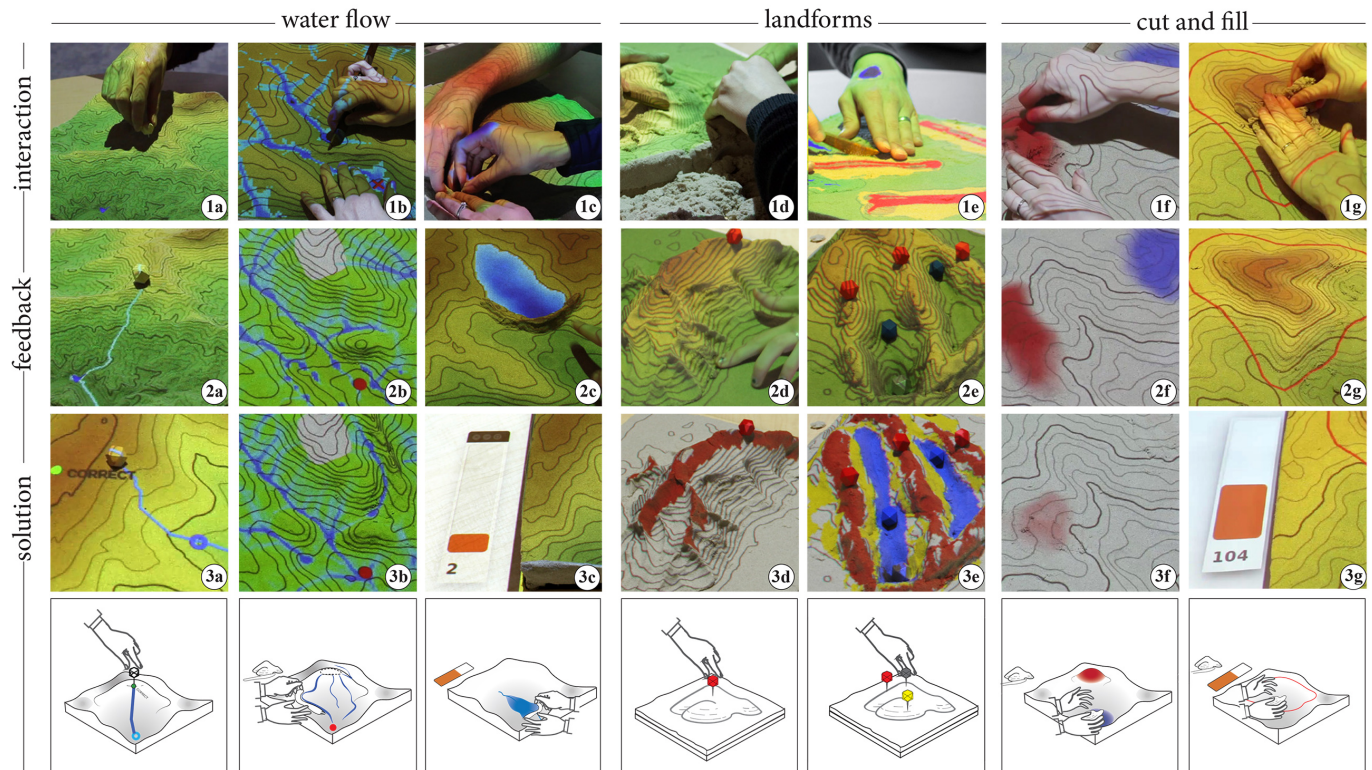 water flow
landforms
cut and fill
interaction
1a
1b
1c
1d
1e
1f
1g
feedback
2a
2b
2c
2d
2e
2f
2g
solution
CORRECT
3a
3b
2
3c
3d
3e
3f
104
3g